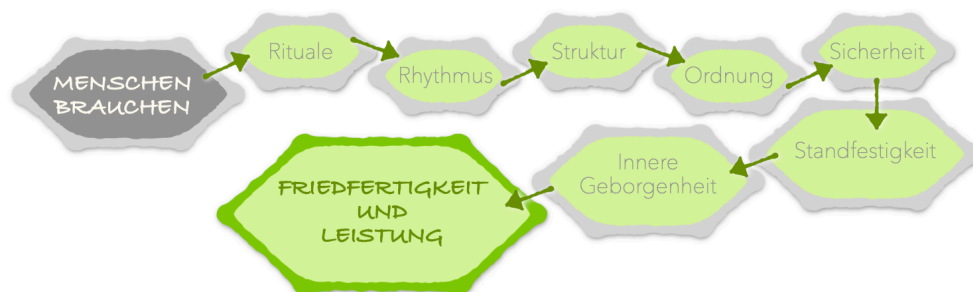 MENSCHEN
BRAUCHEN
Rituale
Rhythmus
Struktur
Ordnung
Sicherheit
Standfestigkeit
Innere
Geborgenheit
FRIEDFERTIGKEIT
UND
LEISTUNG